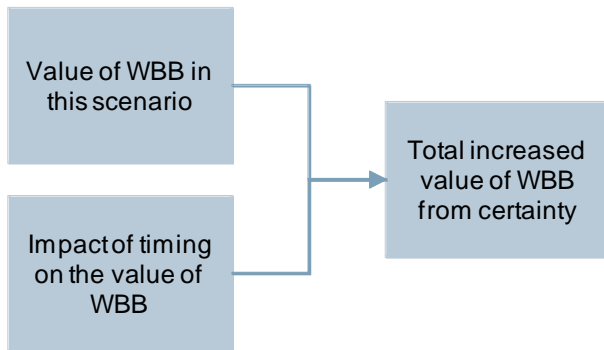 Value of WBB in
this scenario
Impact of timing
on the value of
WBB
Total increased
value of WBB
from certainty